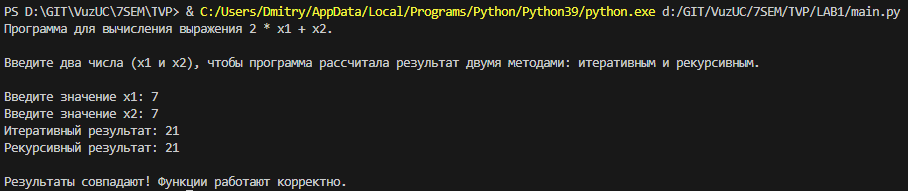 PS D:\GIT\VuzUC\7SEM\TVP> & C:/Users/Dmitry/AppData/Local/Programs/Python/Python39/python.exe d:/GIT/VuzUC/7SEM/TVP/LAB1/main.py
Программа для вычисления выражения 2 * x1 + x2.
Введите два числа (x1 и x2), чтобы программа рассчитала результат двумя методами: итеративным и рекурсивным.
Введите значение x1: 7
Введите значение x2: 7
Итеративный результат: 21
Рекурсивный результат: 21
Результаты совпадают! Функции работают корректно.